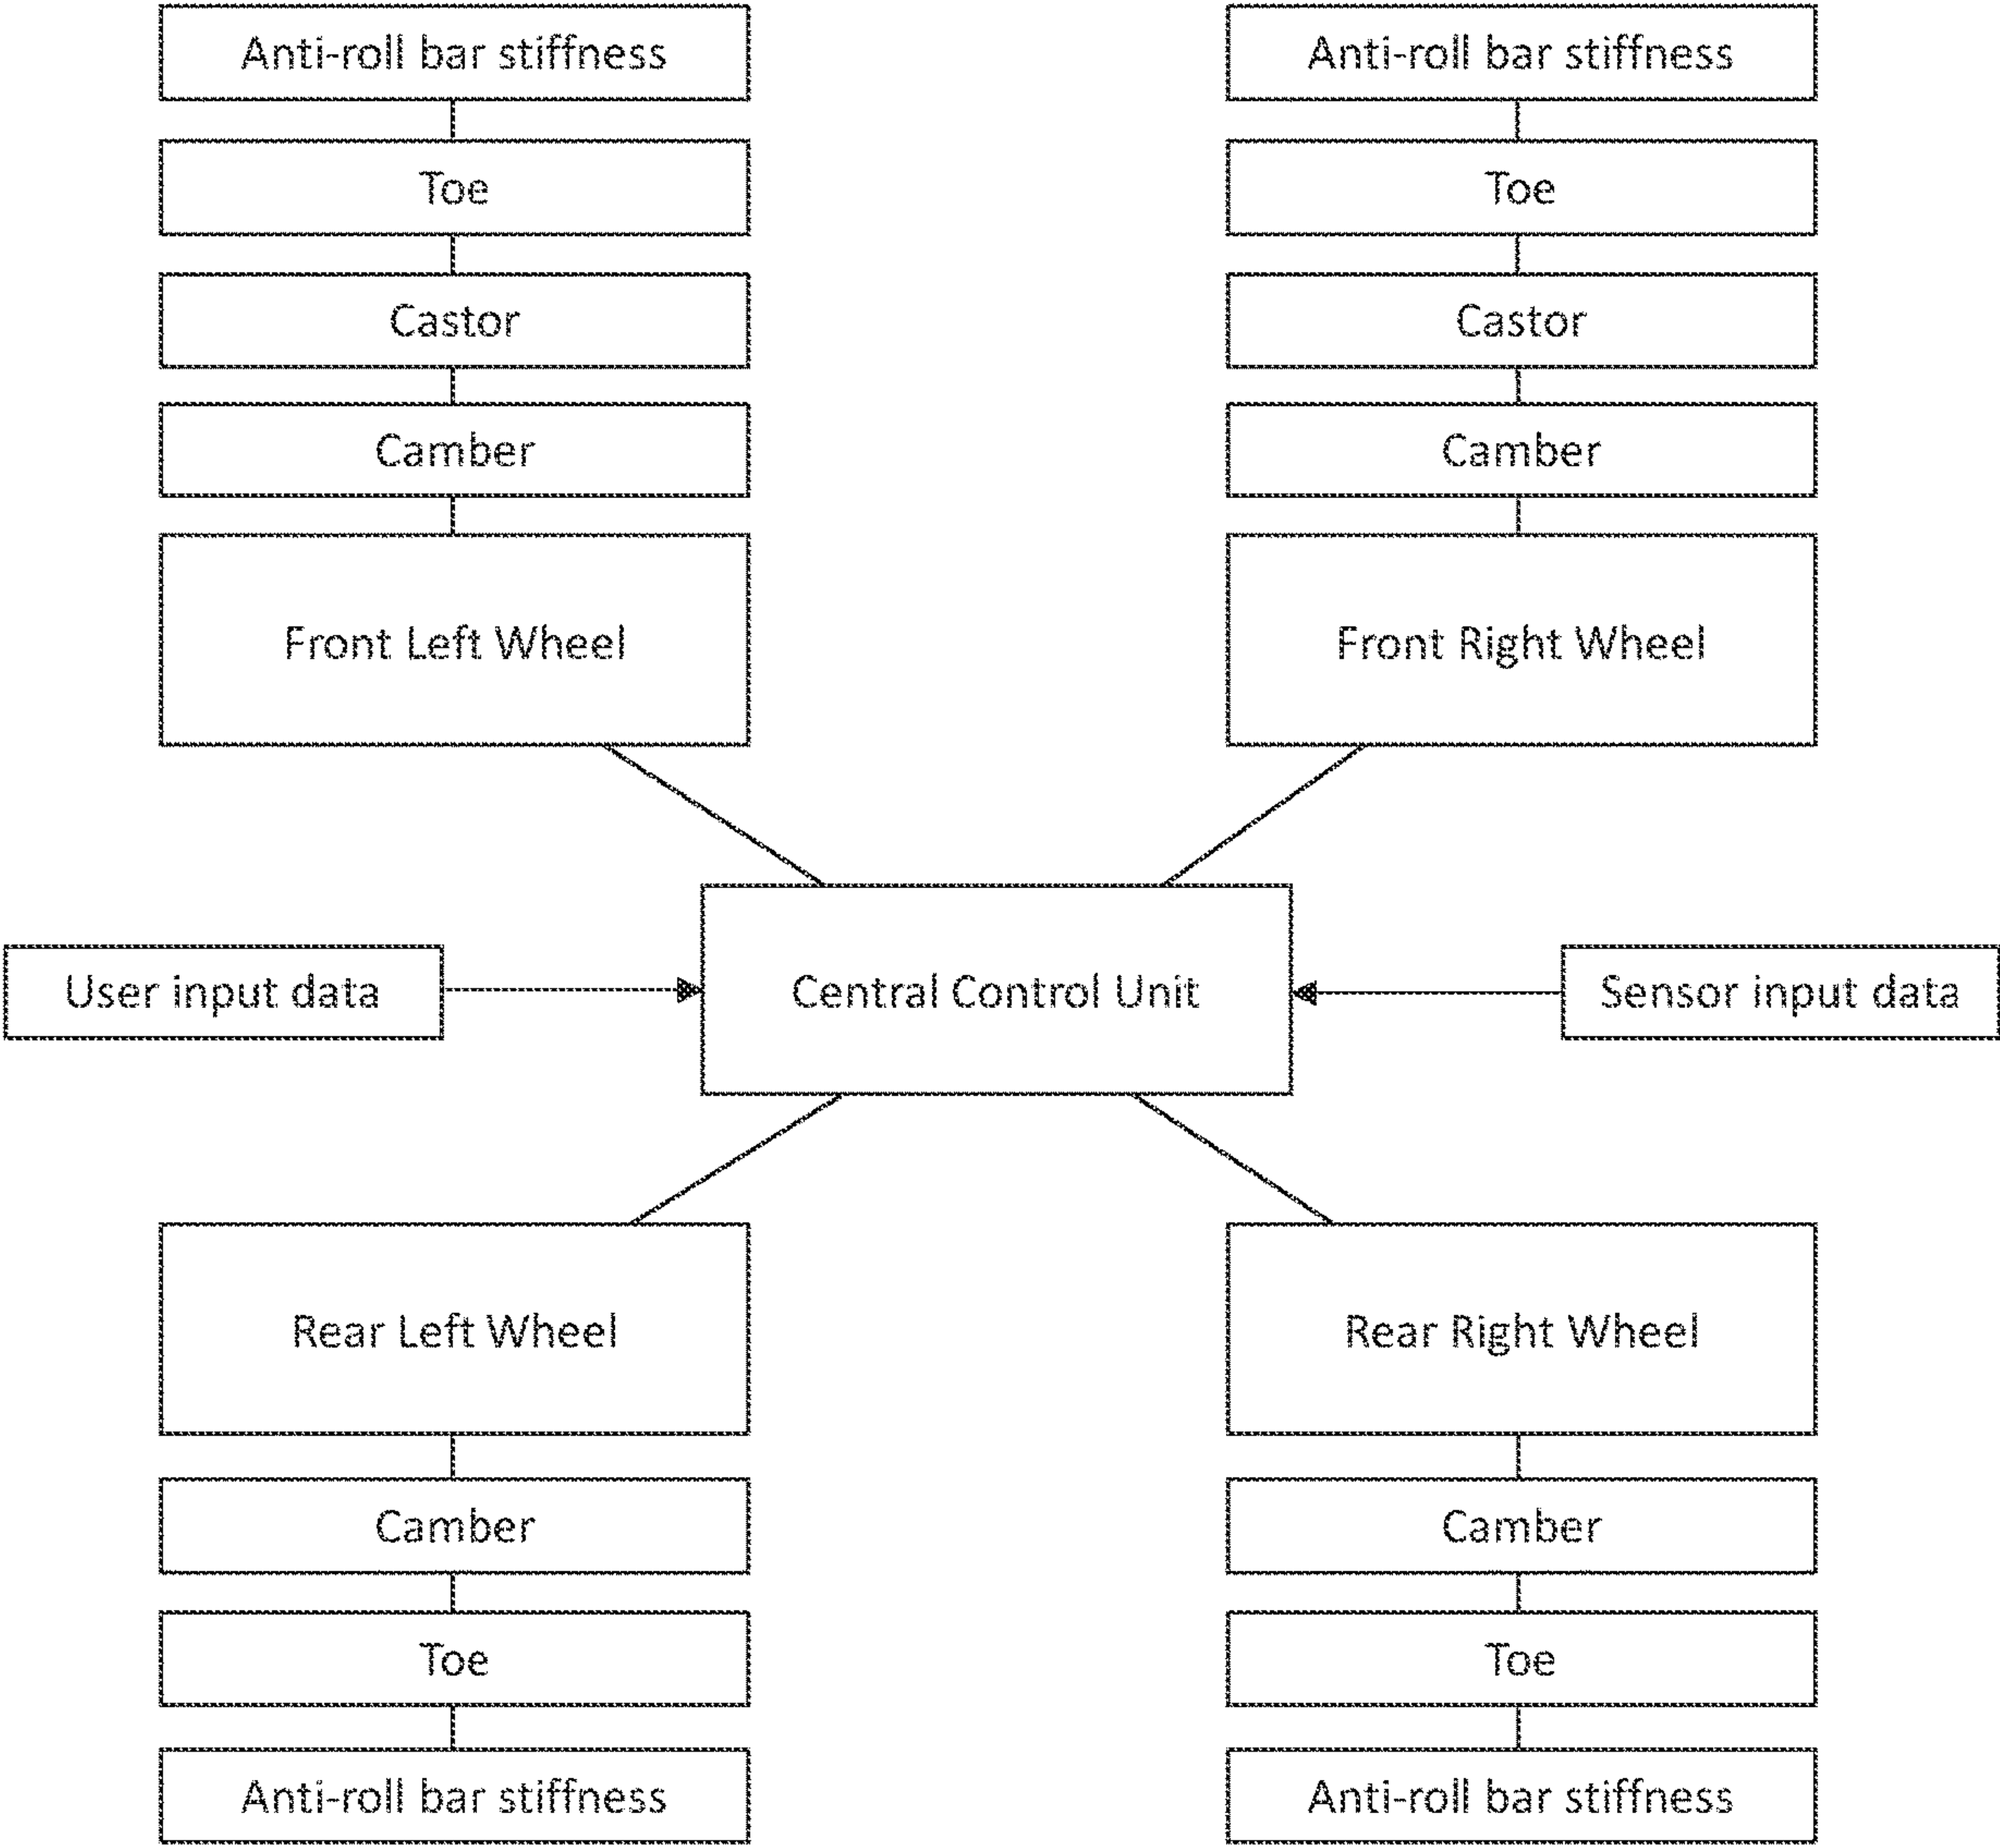 Anti-roll bar stiffness
Anti-roll bar stiffness
Toe
Toe
Castor
Castor
Camber
Camber
Front Left Wheel
Front Right Wheel
User input data
Central Control Unit
Sensor input data
Rear Left Wheel
Rear Right Wheel
Camber
Camber
Toe
Toe
Anti-roll bar stiffness
Anti-roll bar stiffness